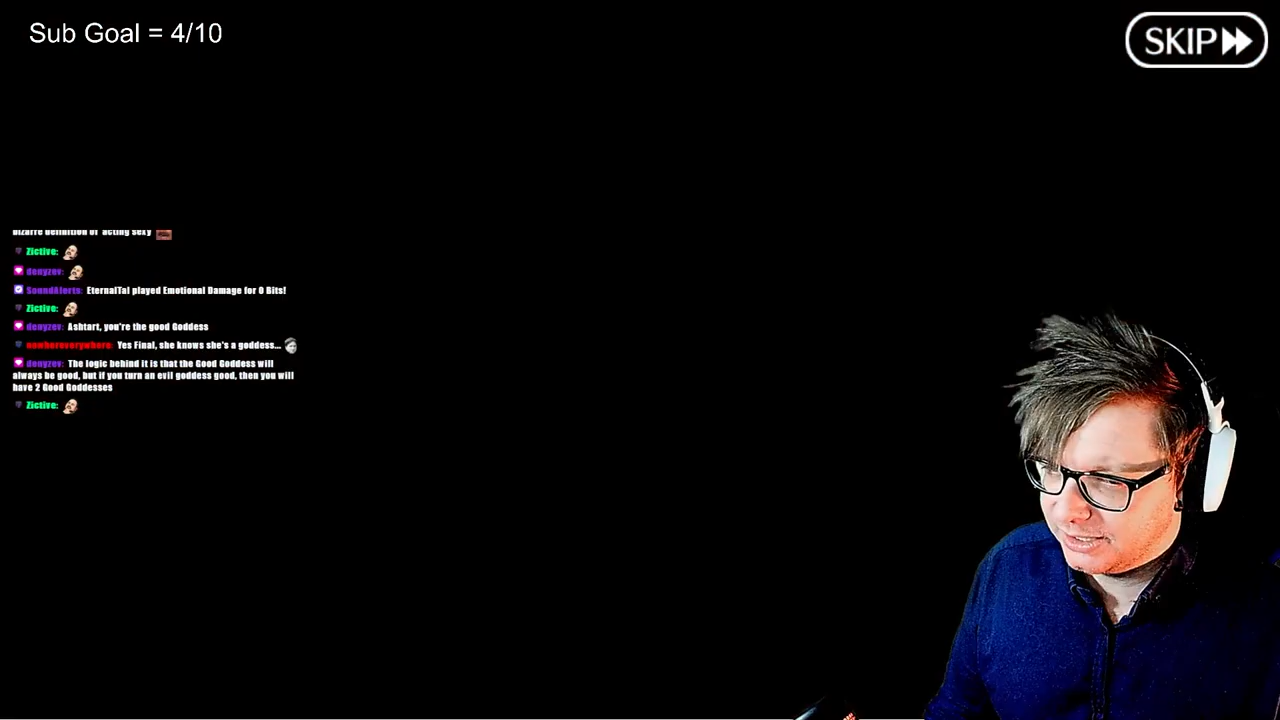 Sub Goal = 4/10
SKIP
bizarre definition of 'acting sexy'
Zictive:
denyzev:
SoundAlerts: EternalTal played Emotional Damage for 0 Bits!
Zictive:
denyzev: Ashtart, you're the good Goddess
nowhereverywhere: Yes Final, she knows she's a goddess...
denyzev: The logic behind it is that the Good Goddess will
always be good, but if you turn an evil goddess good, then you will
have 2 Good Goddesses
Zictive: